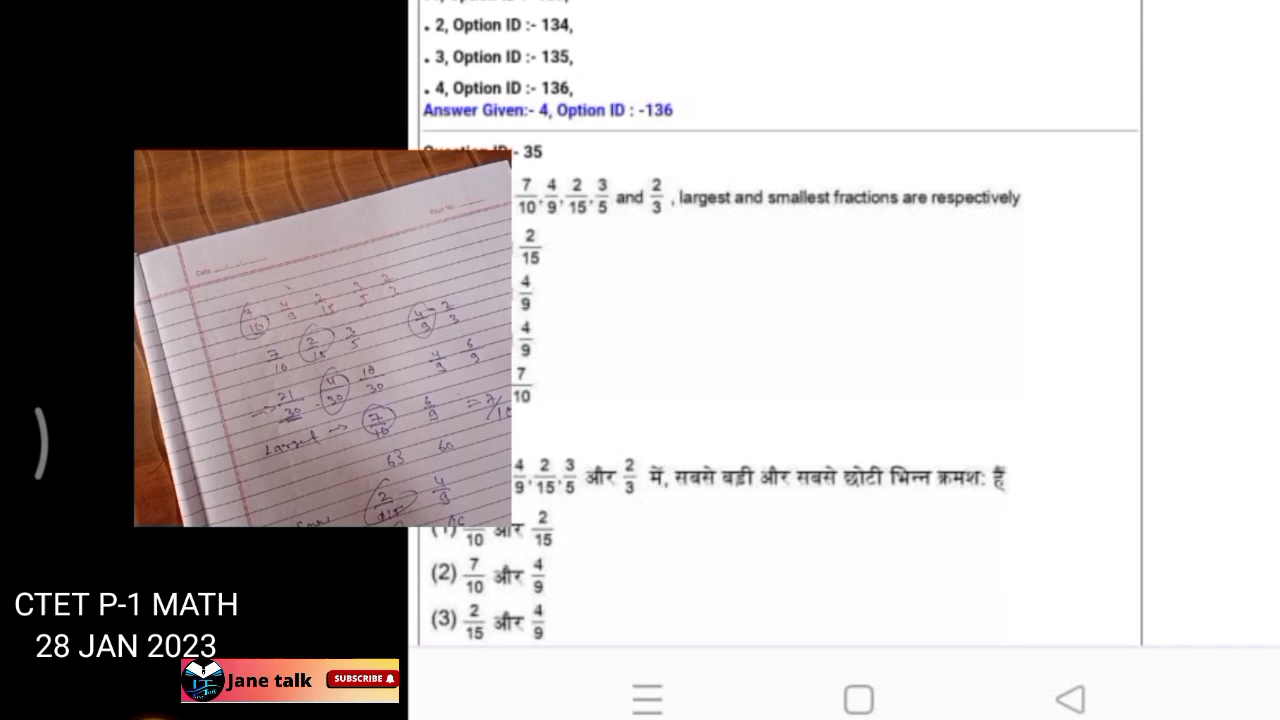 . 2, Option ID :- 134,
. 3, Option ID :- 135,
. 4, Option ID :- 136,
Answer Given:- 4, Option ID : -136
- 35
7/10, 4/9, 2/15, 3/5 and 2/3 , largest and smallest fractions are respectively
2/15
4/9
4/9
7/10
4/9, 2/15, 3/5 और 2/3 में, सबसे बड़ी और सबसे छोटी भिन्न क्रमश: हैं
(1) 10 और 2/15
(2) 7/10 और 4/9
(3) 2/15 और 4/9
Date
7/10 4/9 2/15 3/5 2/3
7/10 2/15 3/5 4/9 2/3
21/30 4/30 18/30 4/9 6/9
Largest → 7/10 6/9 = 7/10
63 60
2/15 4/9
CTET P-1 MATH
28 JAN 2023
Jane talk
SUBSCRIBE